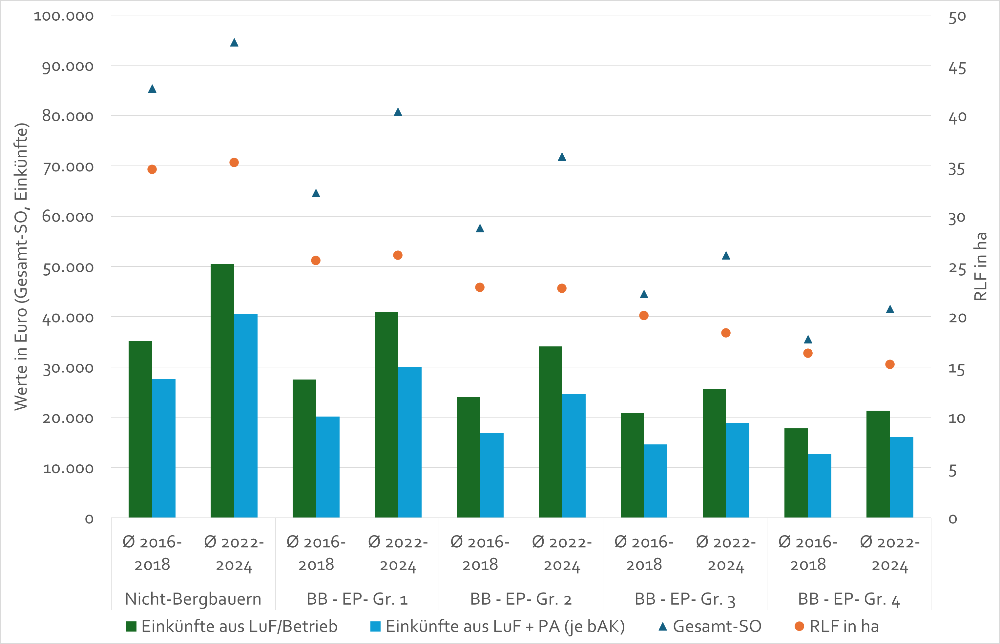 Werte in Euro (Gesamt-SO, Einkünfte)
100.000
90.000
80.000
70.000
60.000
50.000
40.000
30.000
20.000
10.000
0
50
45
40
35
30
25
20
15
10
5
0
RLF in ha
Ø 2016-
2018
Ø 2022-
2024
Ø 2016-
2018
Ø 2022-
2024
Ø 2016-
2018
Ø 2022-
2024
Ø 2016-
2018
Ø 2022-
2024
Ø 2016-
2018
Ø 2022-
2024
Nicht-Bergbauern
BB - EP- Gr. 1
BB - EP- Gr. 2
BB - EP- Gr. 3
BB - EP- Gr. 4
Einkünfte aus LuF/Betrieb
Einkünfte aus LuF + PA (je bAK)
Gesamt-SO
RLF in ha